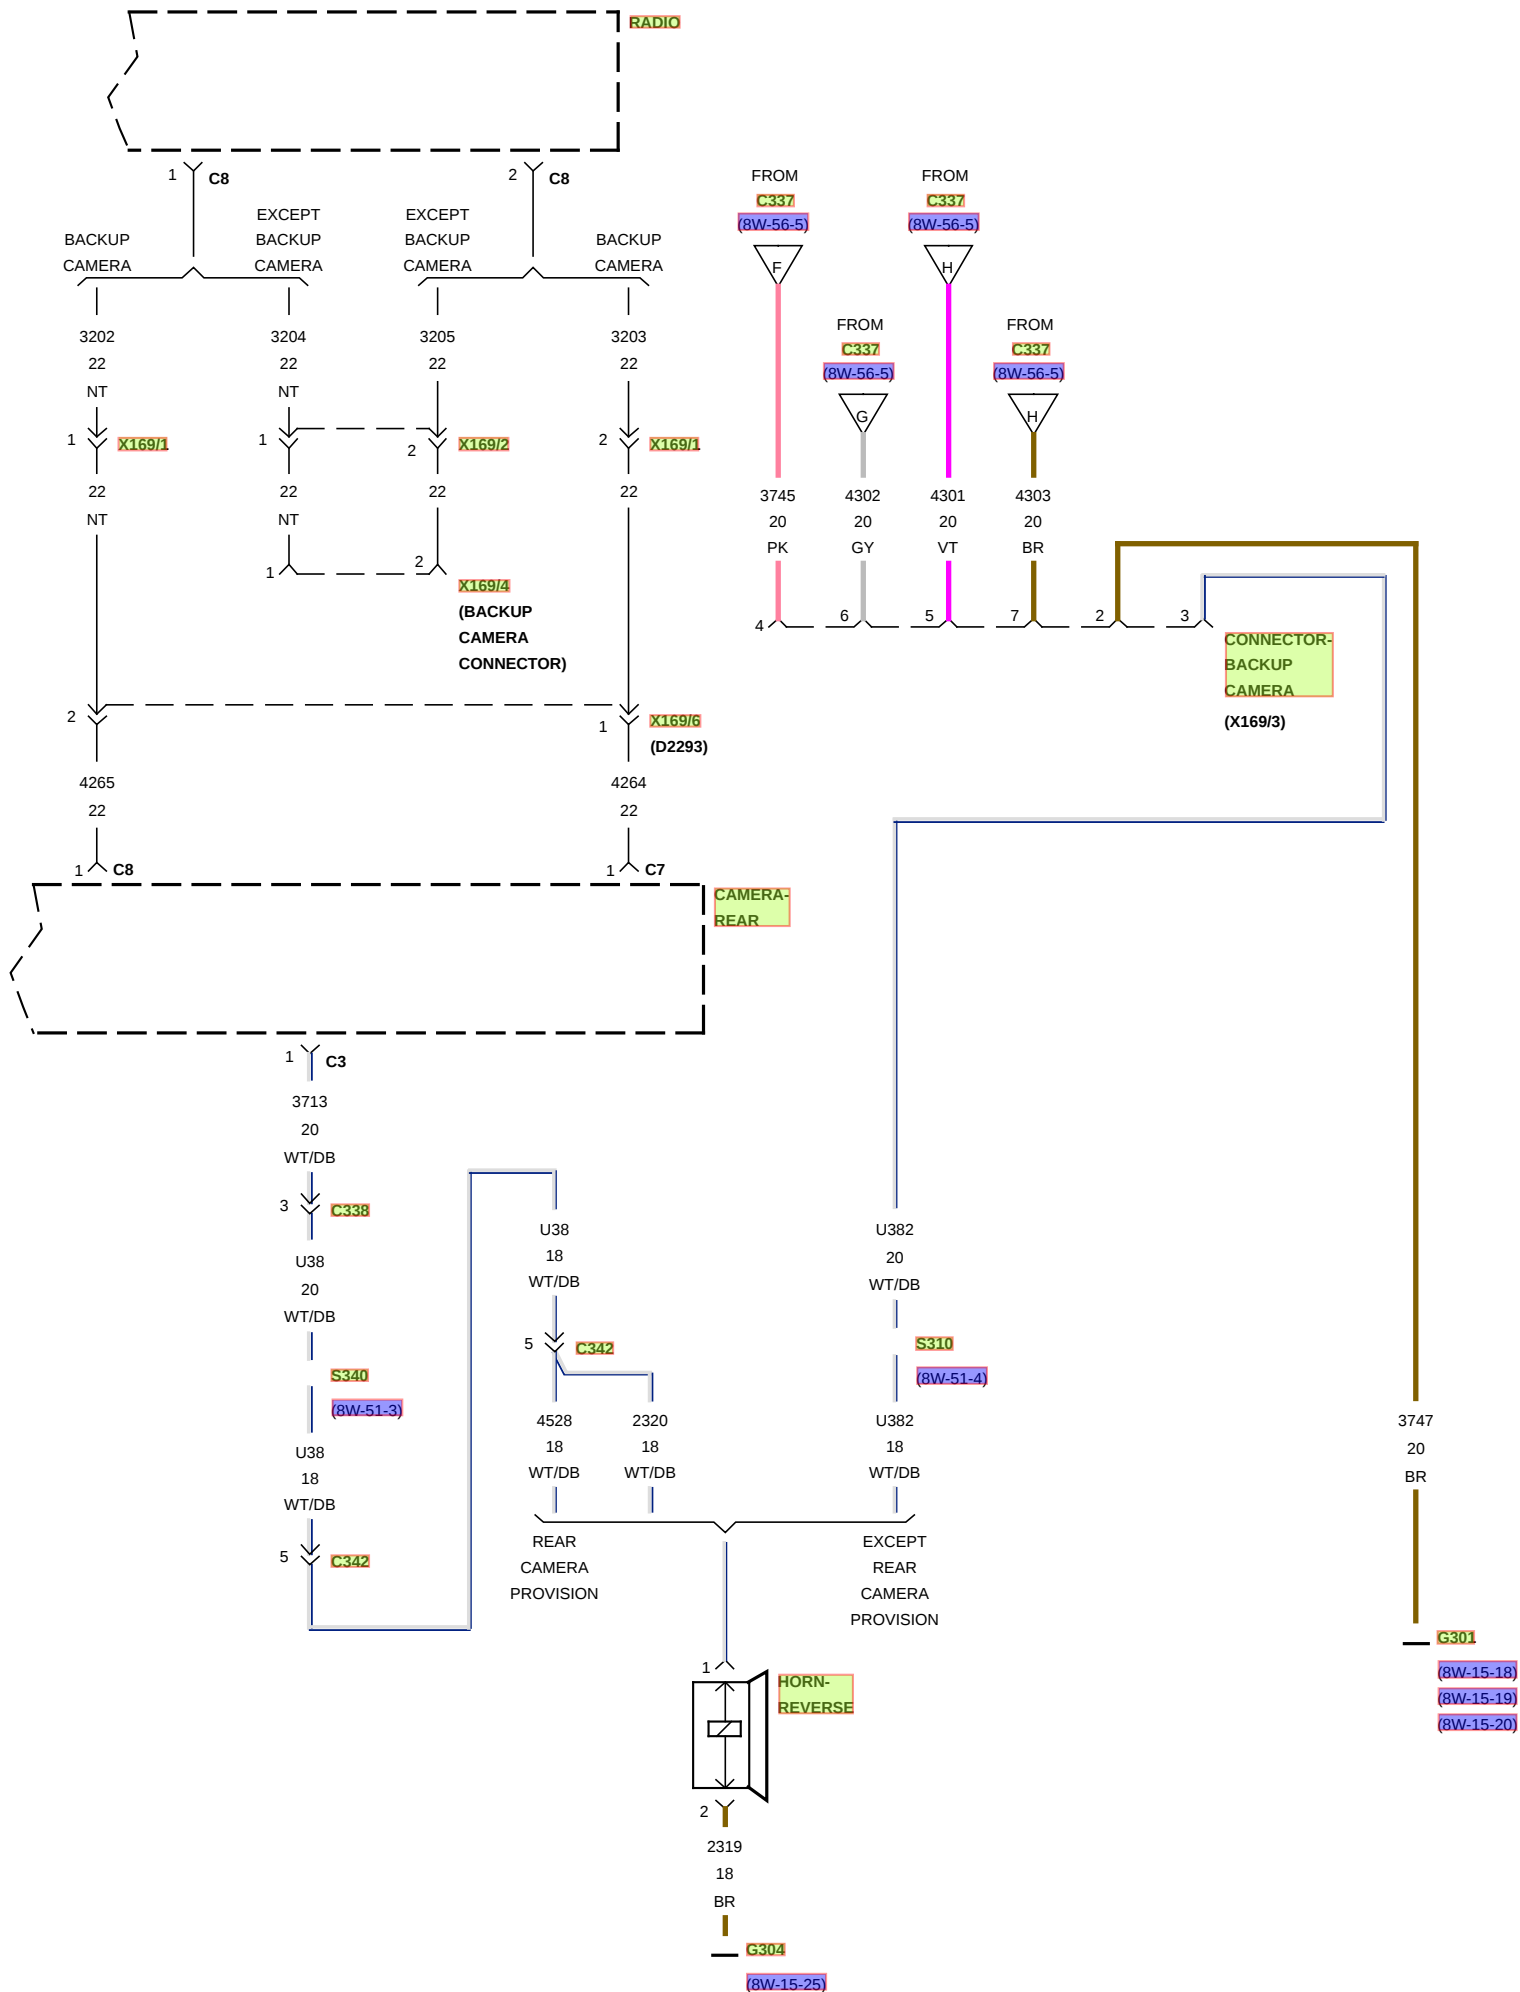 RADIO
1
C8
2
C8
BACKUP
CAMERA
EXCEPT
BACKUP
CAMERA
EXCEPT
BACKUP
CAMERA
BACKUP
CAMERA
3202
22
NT
3204
22
NT
3205
22
3203
22
1
X169/1
1
2
X169/2
2
X169/1
22
NT
22
NT
22
22
1
2
X169/4
(BACKUP
CAMERA
CONNECTOR)
2
1
X169/6
(D2293)
4265
22
4264
22
1
C8
1
C7
FROM
C337
(8W-56-5)
F
FROM
C337
(8W-56-5)
H
FROM
C337
(8W-56-5)
G
FROM
C337
(8W-56-5)
H
3745
20
PK
4302
20
GY
4301
20
VT
4303
20
BR
4
6
5
7
2
3
CONNECTOR-
BACKUP
CAMERA
(X169/3)
CAMERA-
REAR
1
C3
3713
20
WT/DB
3
C338
U38
20
WT/DB
S340
(8W-51-3)
U38
18
WT/DB
5
C342
U38
18
WT/DB
5
C342
4528
18
WT/DB
2320
18
WT/DB
U382
20
WT/DB
S310
(8W-51-4)
U382
18
WT/DB
REAR
CAMERA
PROVISION
EXCEPT
REAR
CAMERA
PROVISION
3747
20
BR
G301
(8W-15-18)
(8W-15-19)
(8W-15-20)
1
HORN-
REVERSE
2
2319
18
BR
G304
(8W-15-25)